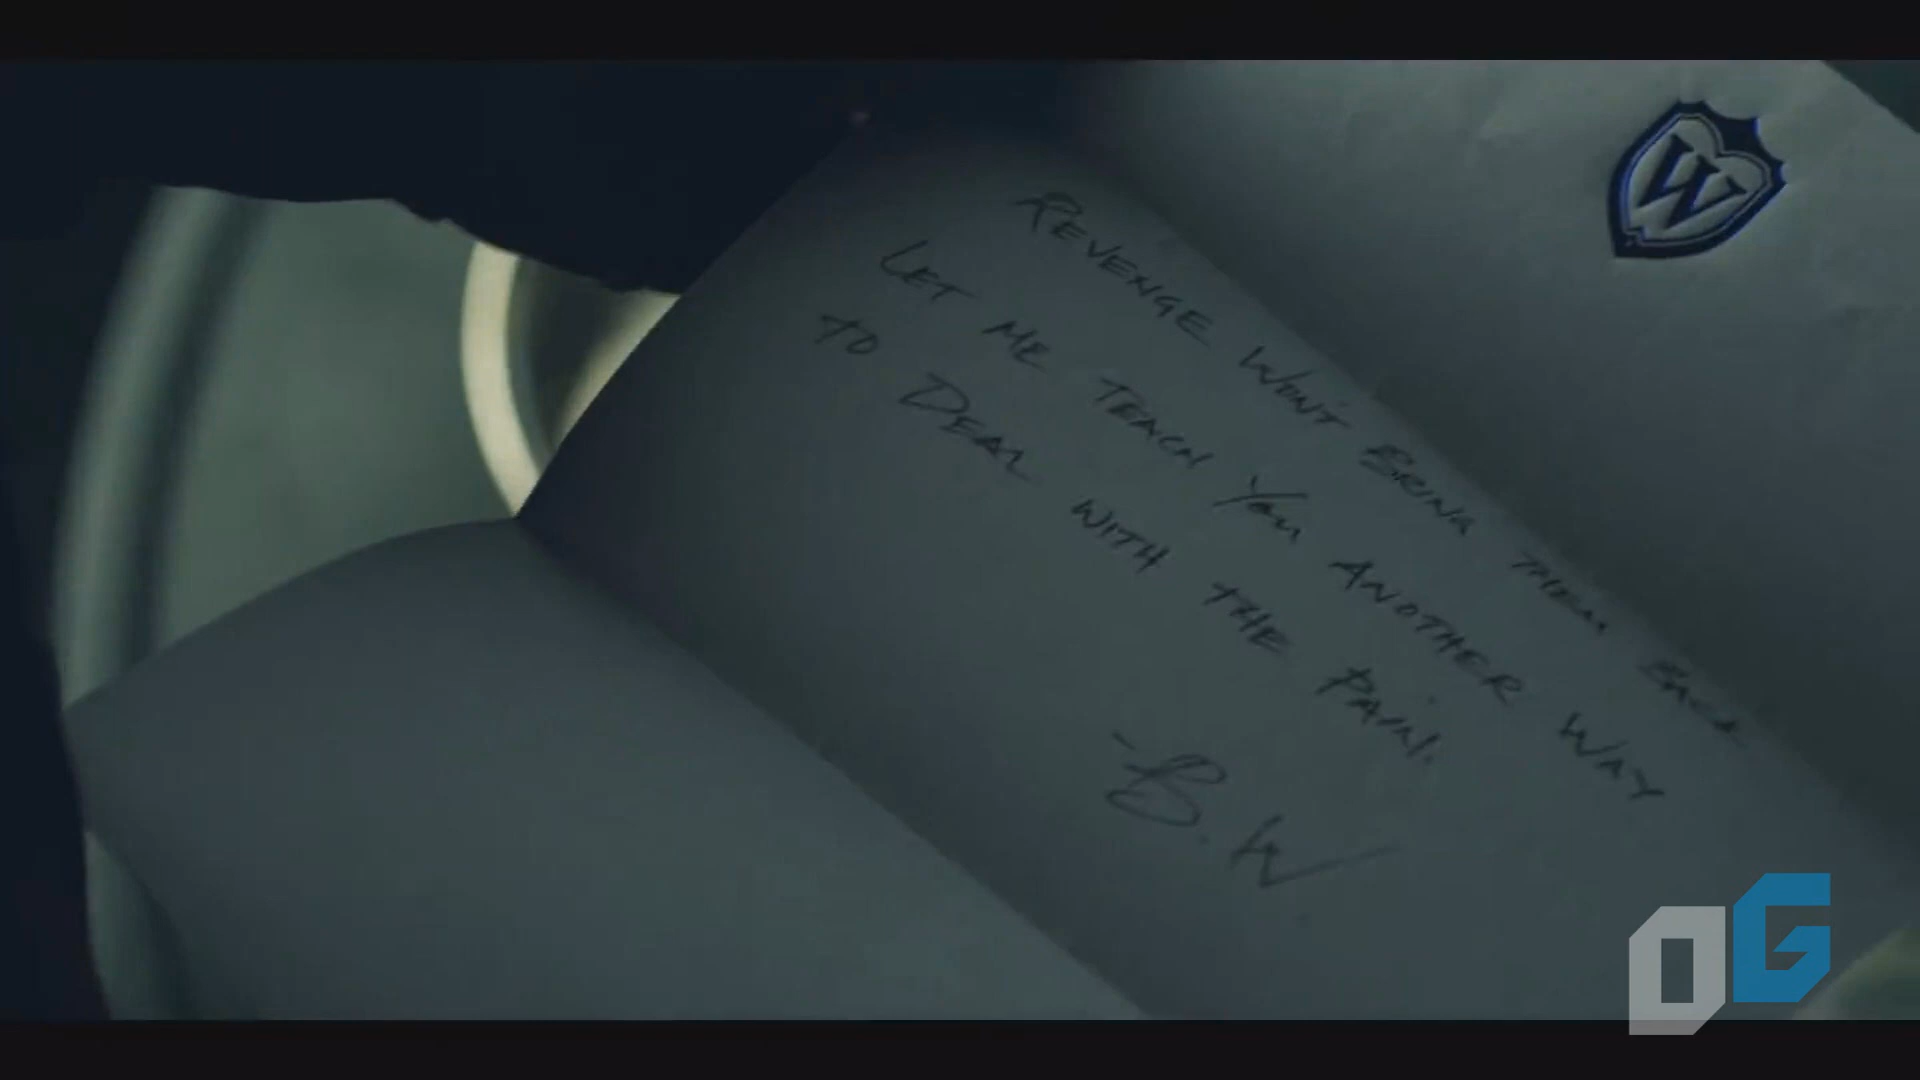 W
REVENGE WON'T BRING THEM BACK
LET ME TEACH YOU ANOTHER WAY
TO DEAL WITH THE PAIN.
-B.W
OG